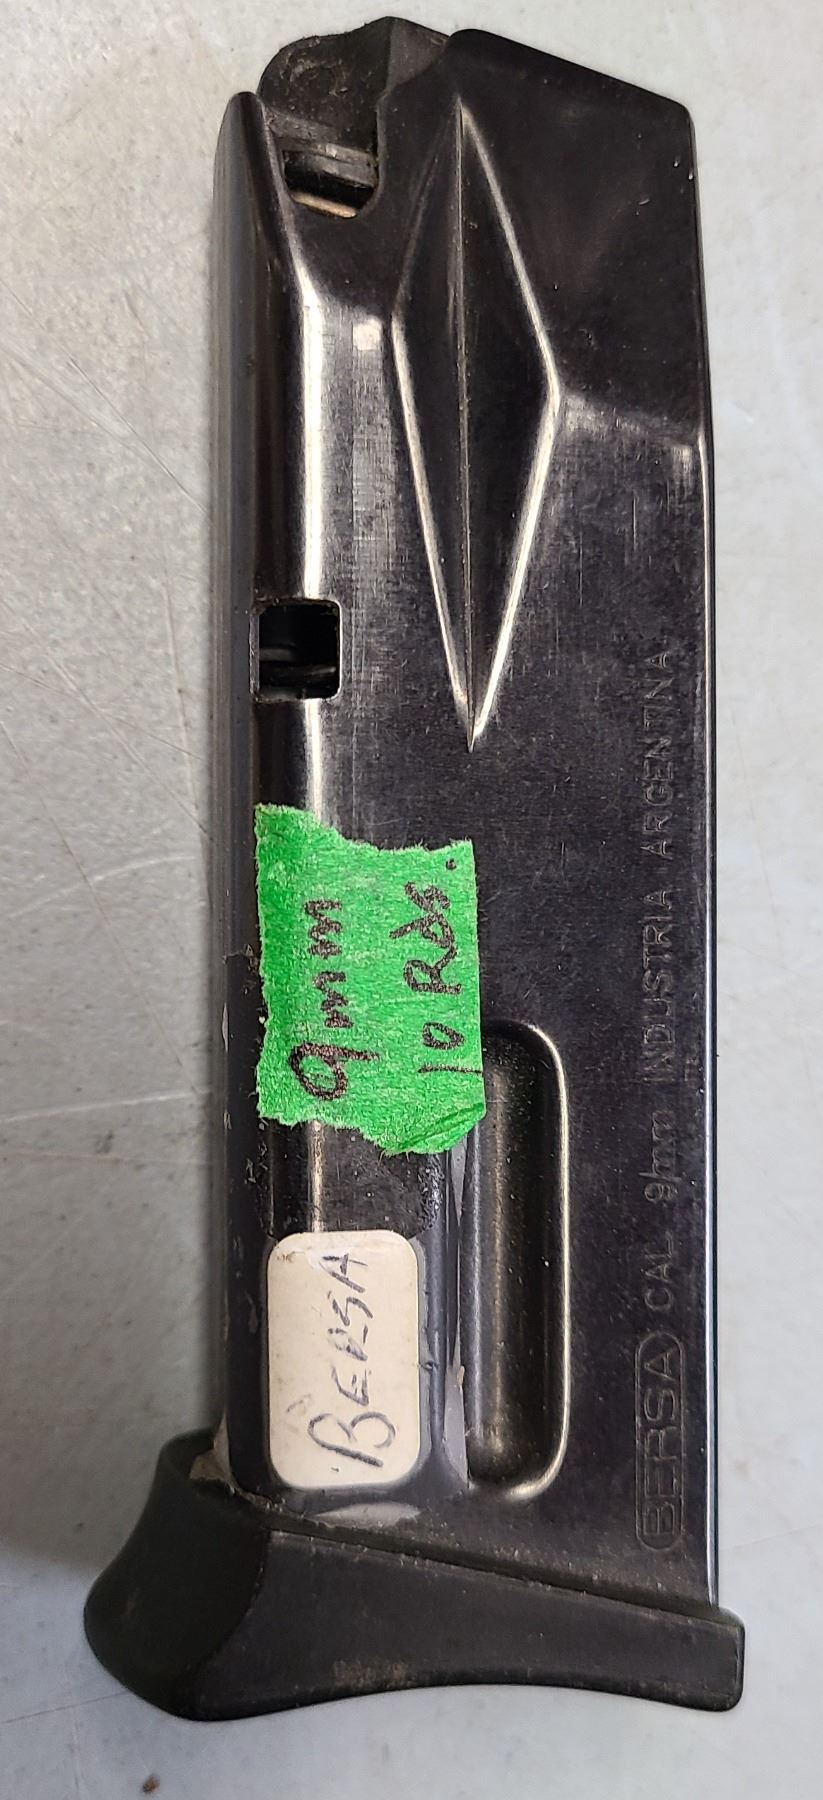 9mm
10 Rds.
BERSA
BERSA CAL 9mm INDUSTRIA ARGENTINA